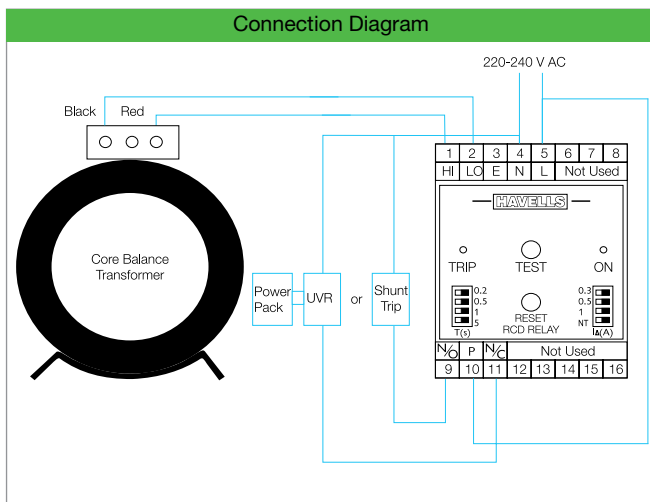 Connection Diagram
220-240 V AC
Black Red
1 2 3 4 5 6 7 8
HI LO E N L Not Used
HAVELLS
Core Balance
Transformer
TRIP TEST ON
Power
Pack
UVR
or
Shunt
Trip
0.2
0.5
1
5
T(s)
RESET
RCD RELAY
0.3
0.5
1
NT
I∆(A)
N/O P N/C Not Used
9 10 11 12 13 14 15 16